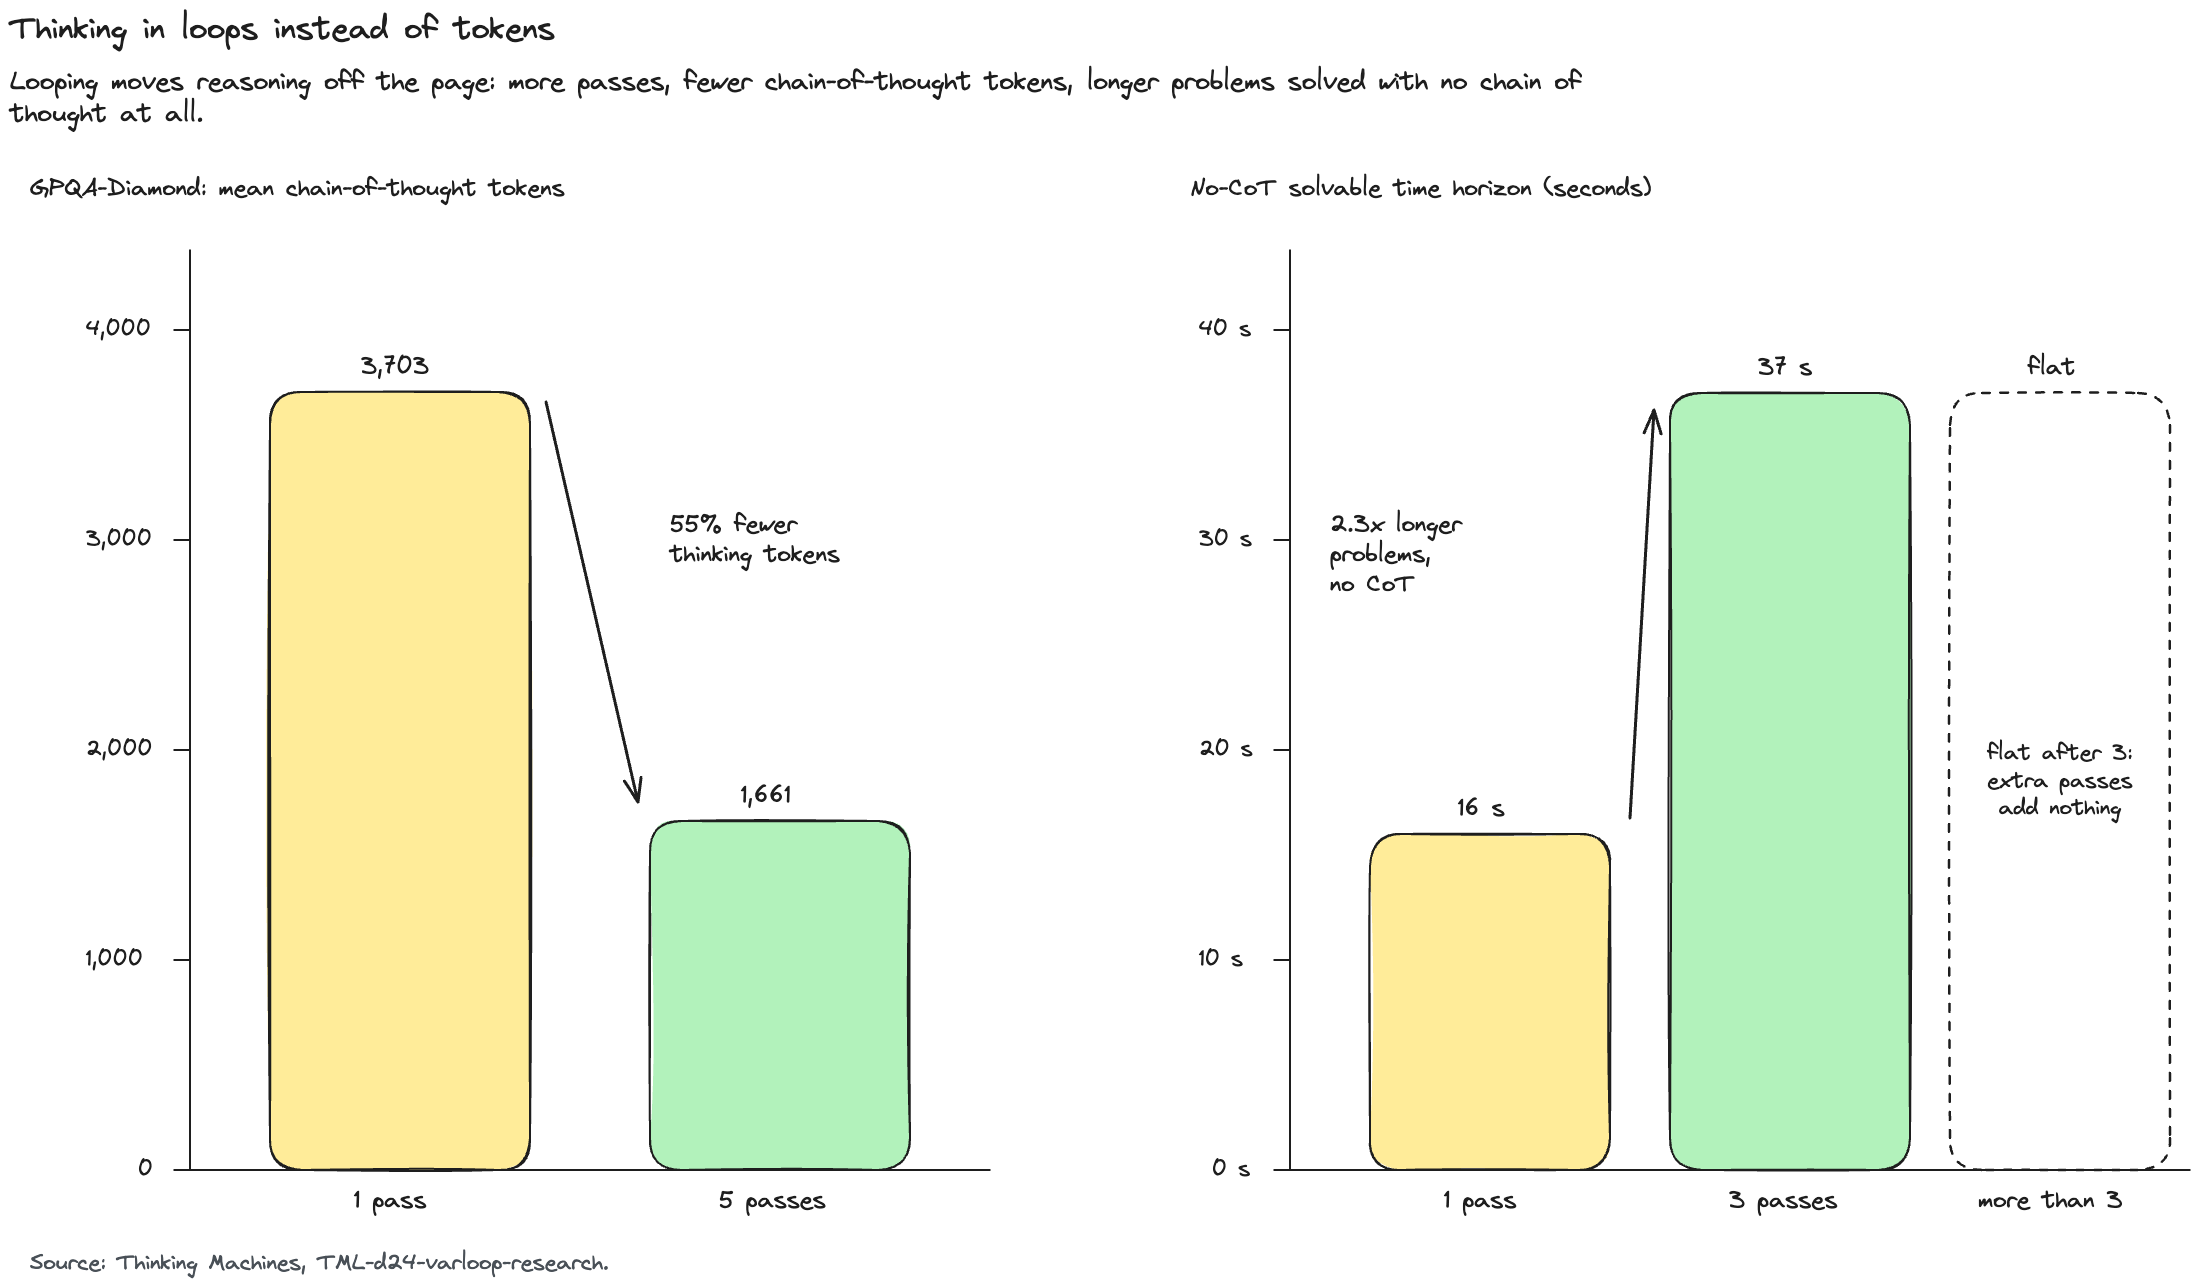 Thinking in loops instead of tokens
Looping moves reasoning off the page: more passes, fewer chain-of-thought tokens, longer problems solved with no chain of
thought at all.
GPQA-Diamond: mean chain-of-thought tokens
4,000
3,000
2,000
1,000
0
3,703
55% fewer
thinking tokens
1,661
1 pass
5 passes
No-CoT solvable time horizon (seconds)
40 s
30 s
20 s
10 s
0 s
2.3x longer
problems,
no CoT
16 s
37 s
flat
flat after 3:
extra passes
add nothing
1 pass
3 passes
more than 3
Source: Thinking Machines, TML-d24-varloop-research.